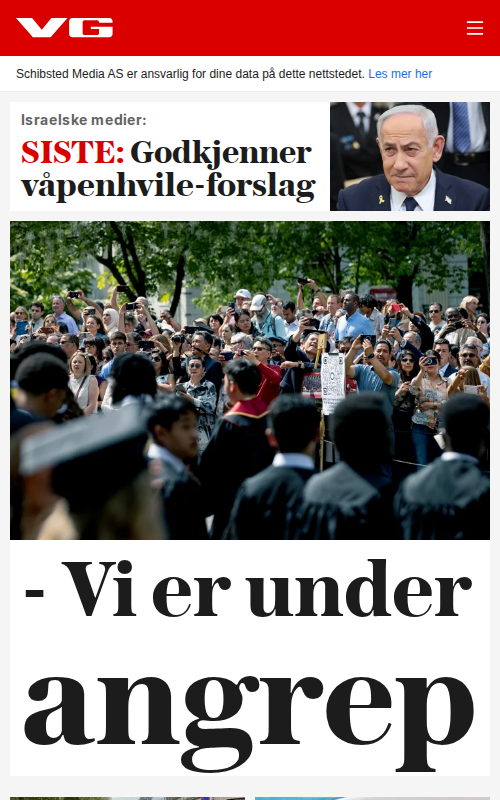 VG
Schibsted Media AS er ansvarlig for dine data på dette nettstedet. Les mer her
Israelske medier:
SISTE: Godkjenner
våpenhvile-forslag
- Vi er under
angrep